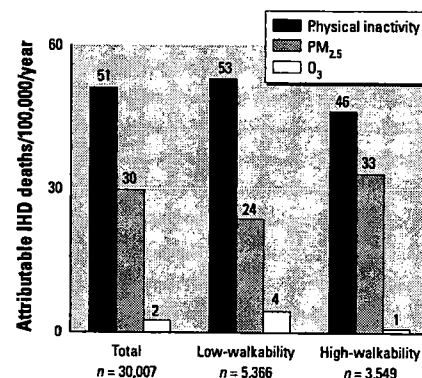 Physical inactivity
PM2.5
O3
Attributable IHD deaths/100,000/year
60
30
0
51
30
2
53
24
4
46
33
1
Total
n = 30,007
Low-walkability
n = 5,366
High-walkability
n = 3,549